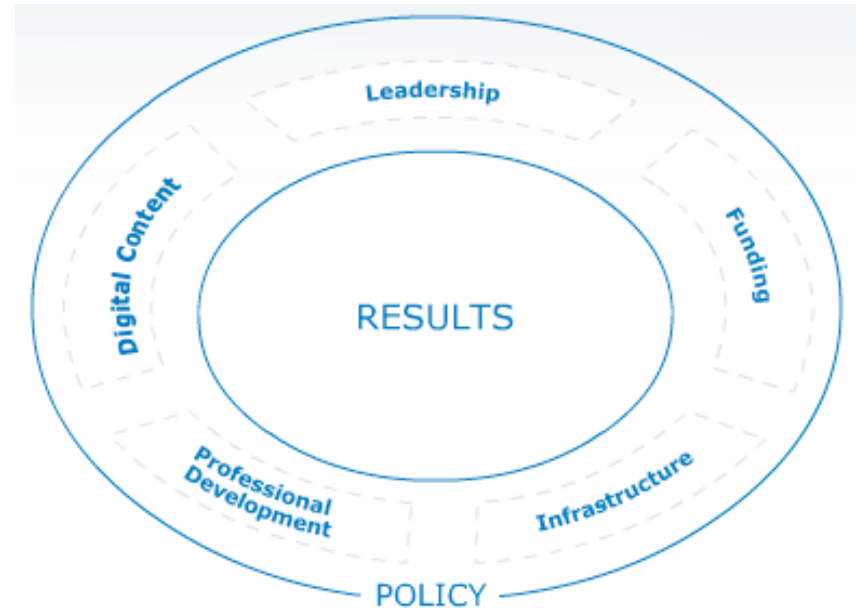 Leadership
Funding
Digital Content
RESULTS
Professional
Development
Infrastructure
POLICY